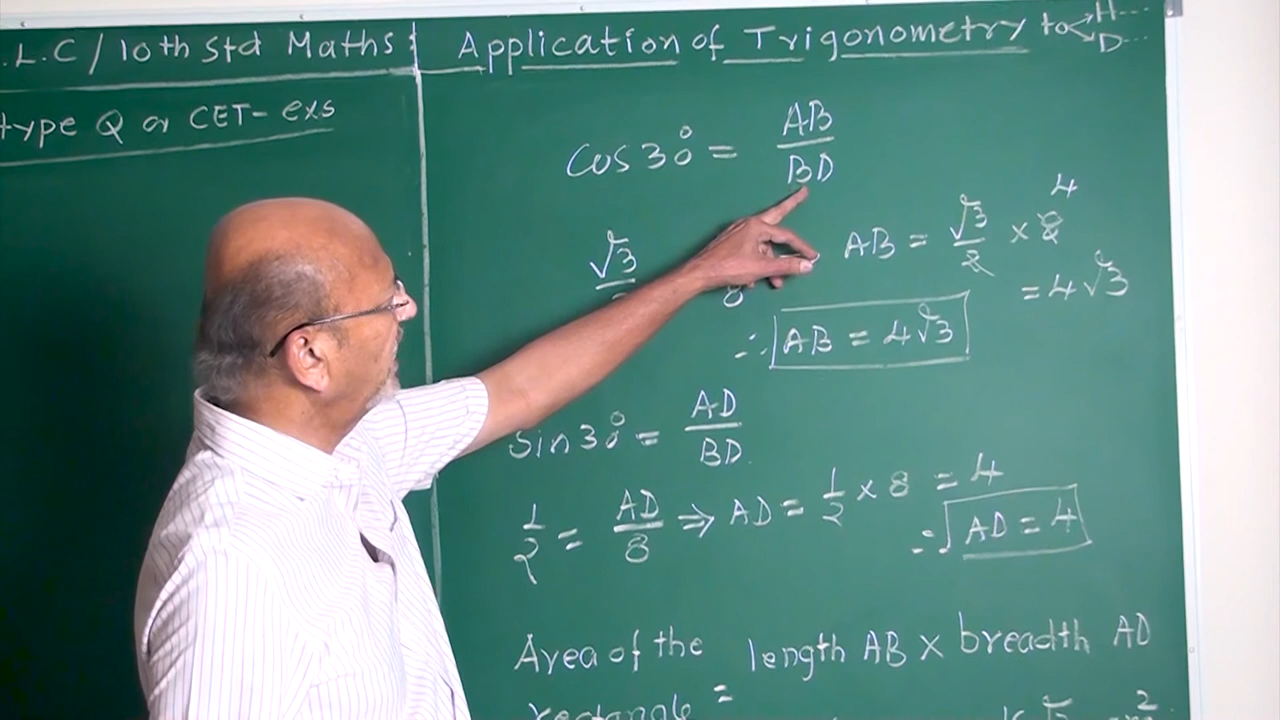 .L.C / 10th Std Maths: Application of Trigonometry to H---
D---
type Q or CET- exs
Cos 30° = AB/BD
√3/ 8
AB = √3/2 × 8 4
= 4√3
∴ AB = 4√3
Sin 30° = AD/BD
1/2 = AD/8 ⇒ AD = 1/2 × 8 = 4
∴ AD = 4
Area of the rectangle = length AB × breadth AD